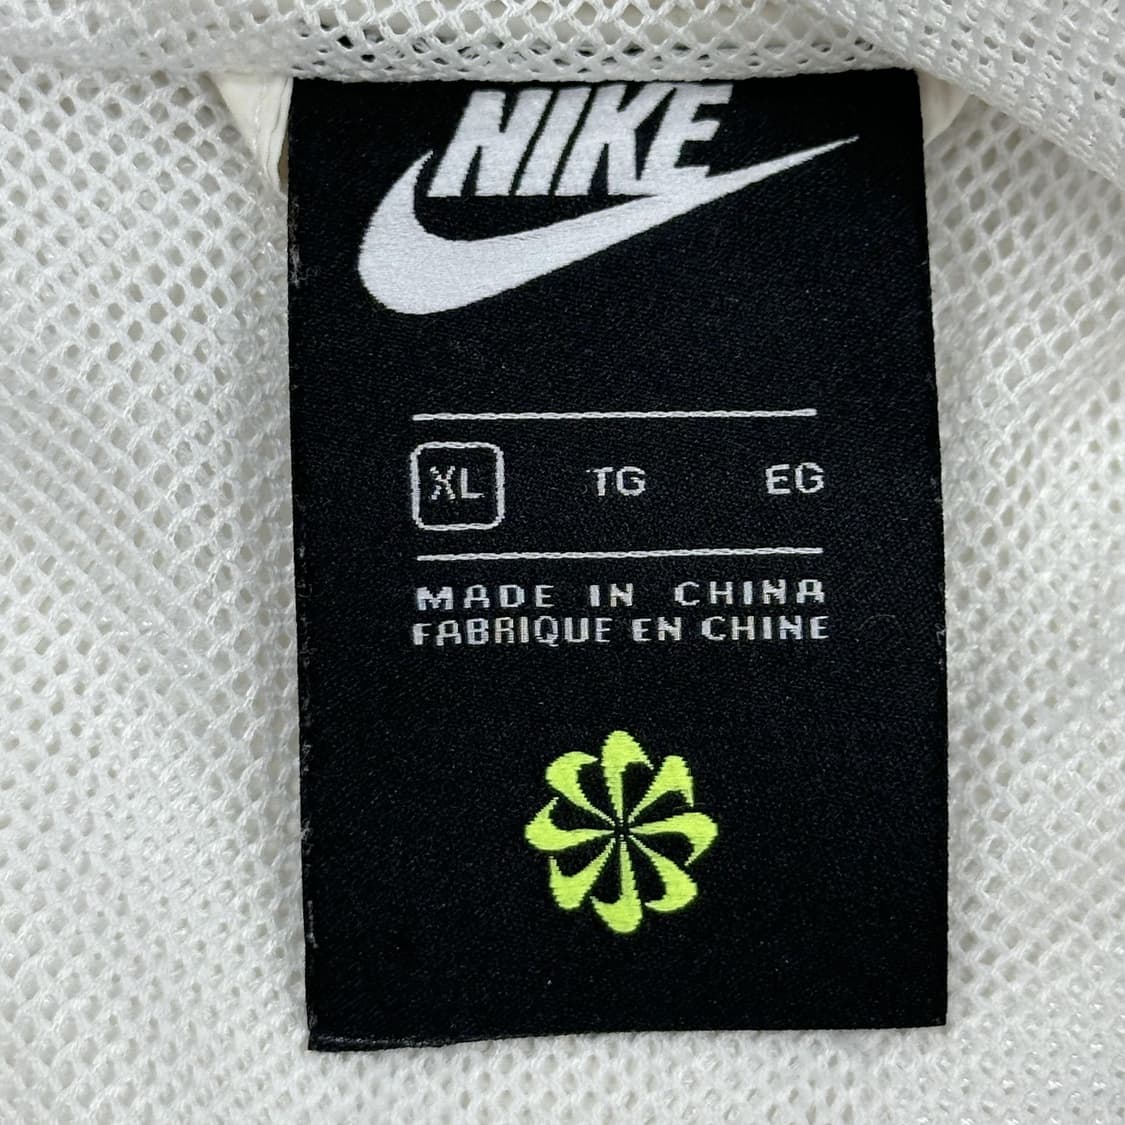 NIKE
XL TG EG
MADE IN CHINA
FABRIQUE EN CHINE